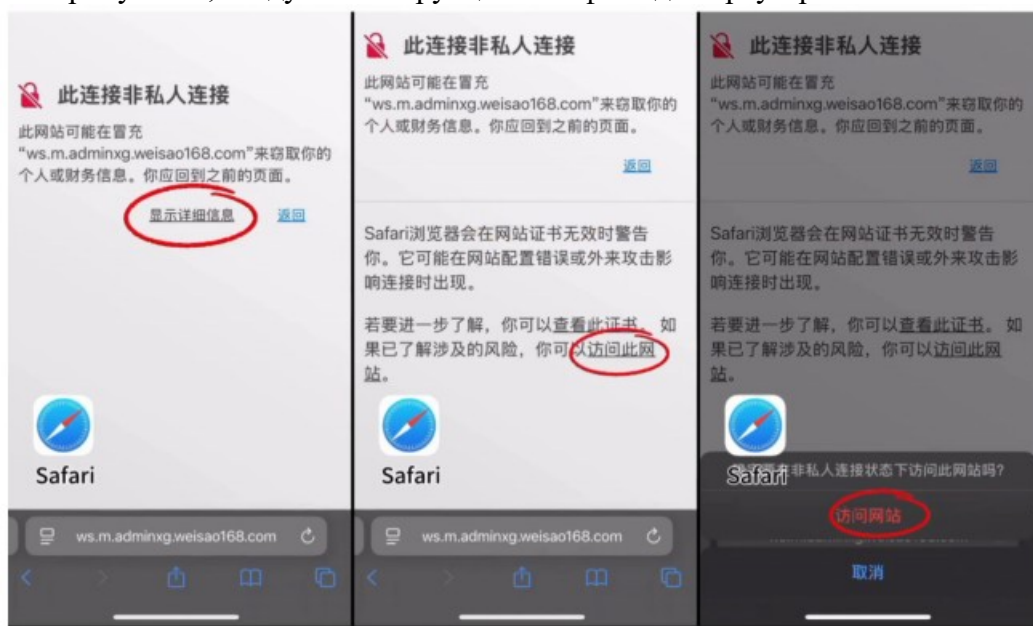 此连接非私人连接
此网站可能在冒充
“ws.m.adminxg.weisao168.com”来窃取你的
个人或财务信息。你应回到之前的页面。
显示详细信息
返回
Safari
ws.m.adminxg.weisao168.com
此连接非私人连接
此网站可能在冒充
“ws.m.adminxg.weisao168.com”来窃取你的
个人或财务信息。你应回到之前的页面。
返回
Safari浏览器会在网站证书无效时警告
你。它可能在网站配置错误或外来攻击影
响连接时出现。
若要进一步了解，你可以查看此证书。如
果已了解涉及的风险，你可以访问此网
站。
Safari
ws.m.adminxg.weisao168.com
此连接非私人连接
此网站可能在冒充
“ws.m.adminxg.weisao168.com”来窃取你的
个人或财务信息。你应回到之前的页面。
返回
Safari浏览器会在网站证书无效时警告
你。它可能在网站配置错误或外来攻击影
响连接时出现。
若要进一步了解，你可以查看此证书。如
果已了解涉及的风险，你可以访问此网
站。
Safari
非私人连接状态下访问此网站吗？
访问网站
取消